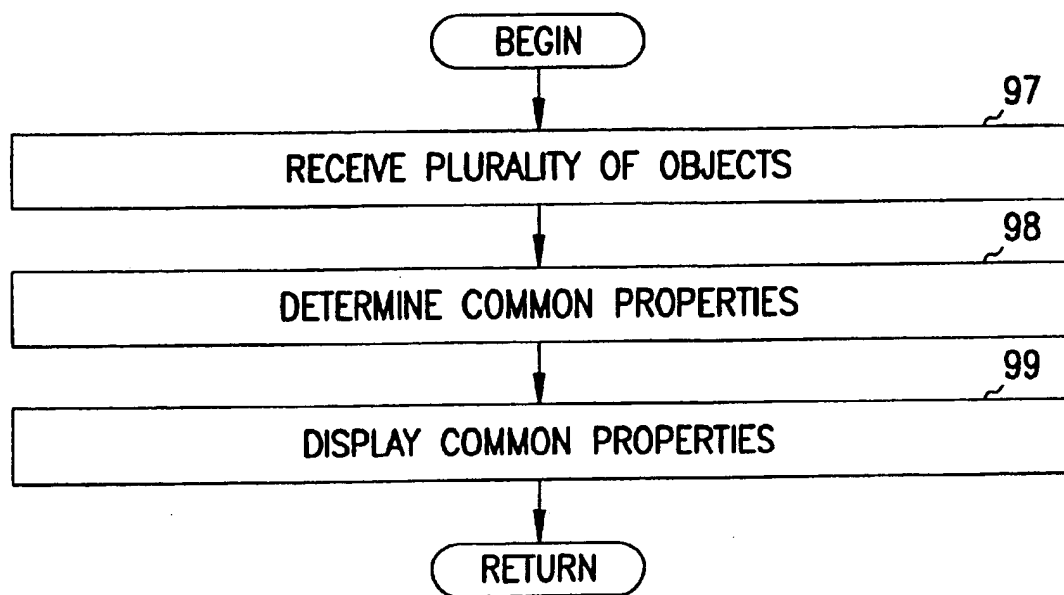 BEGIN
97
RECEIVE PLURALITY OF OBJECTS
98
DETERMINE COMMON PROPERTIES
99
DISPLAY COMMON PROPERTIES
RETURN